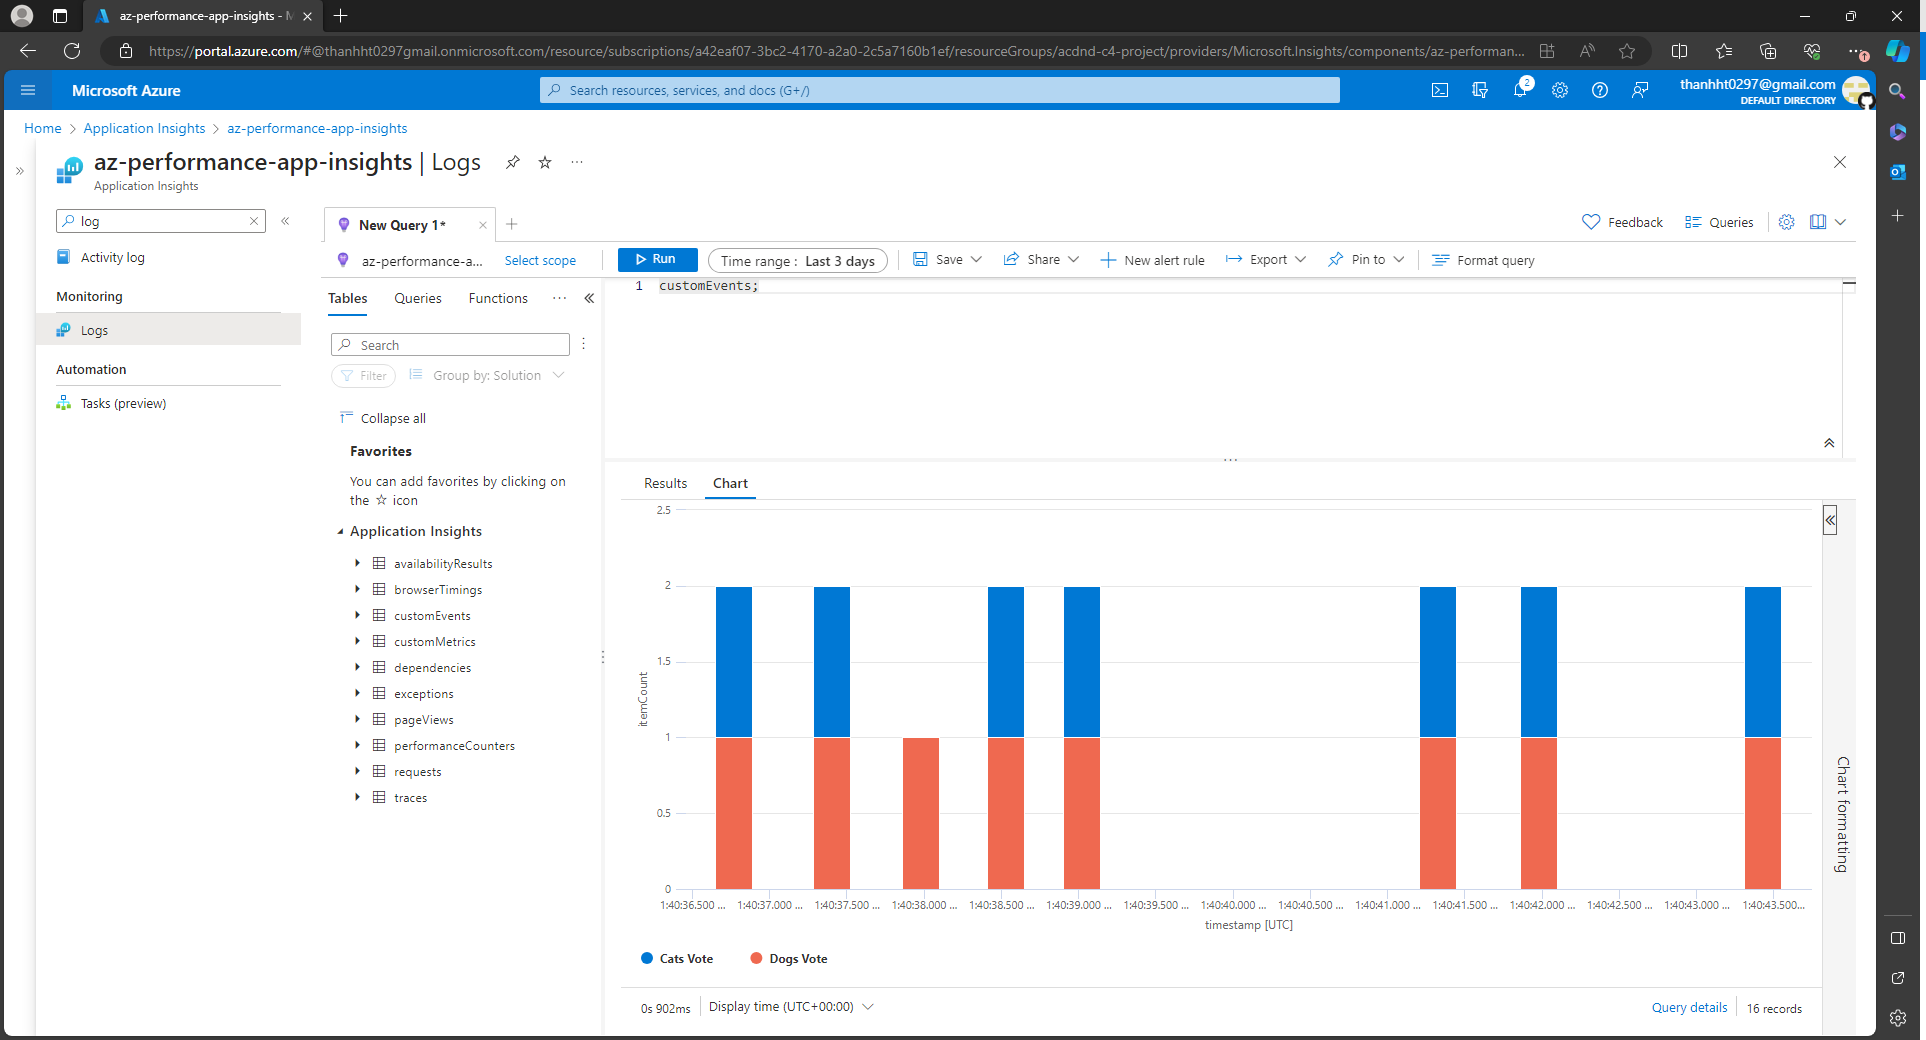 az-performance-app-insights - M
https://portal.azure.com/#@thanhht0297gmail.onmicrosoft.com/resource/subscriptions/a42eaf07-3bc2-4170-a2a0-2c5a7160b1ef/resourceGroups/acdnd-c4-project/providers/Microsoft.Insights/components/az-performan...
1
Microsoft Azure
Search resources, services, and docs (G+/)
2
thanhht0297@gmail.com
DEFAULT DIRECTORY
Home > Application Insights > az-performance-app-insights
az-performance-app-insights | Logs
Application Insights
log
Activity log
Monitoring
Logs
Automation
Tasks (preview)
New Query 1*
Feedback
Queries
az-performance-a...
Select scope
Run
Time range : Last 3 days
Save
Share
New alert rule
Export
Pin to
Format query
Tables
Queries
Functions
1 customEvents;
Search
Filter
Group by: Solution
Collapse all
Favorites
You can add favorites by clicking on
the ☆ icon
Application Insights
availabilityResults
browserTimings
customEvents
customMetrics
dependencies
exceptions
pageViews
performanceCounters
requests
traces
Results
Chart
2.5
2
1.5
1
0.5
0
itemCount
1:40:36.500 ...
1:40:37.000 ...
1:40:37.500 ...
1:40:38.000 ...
1:40:38.500 ...
1:40:39.000 ...
1:40:39.500 ...
1:40:40.000 ...
1:40:40.500 ...
1:40:41.000 ...
1:40:41.500 ...
1:40:42.000 ...
1:40:42.500 ...
1:40:43.000 ...
1:40:43.500...
timestamp [UTC]
Cats Vote
Dogs Vote
Chart formatting
0s 902ms
Display time (UTC+00:00)
Query details
16 records